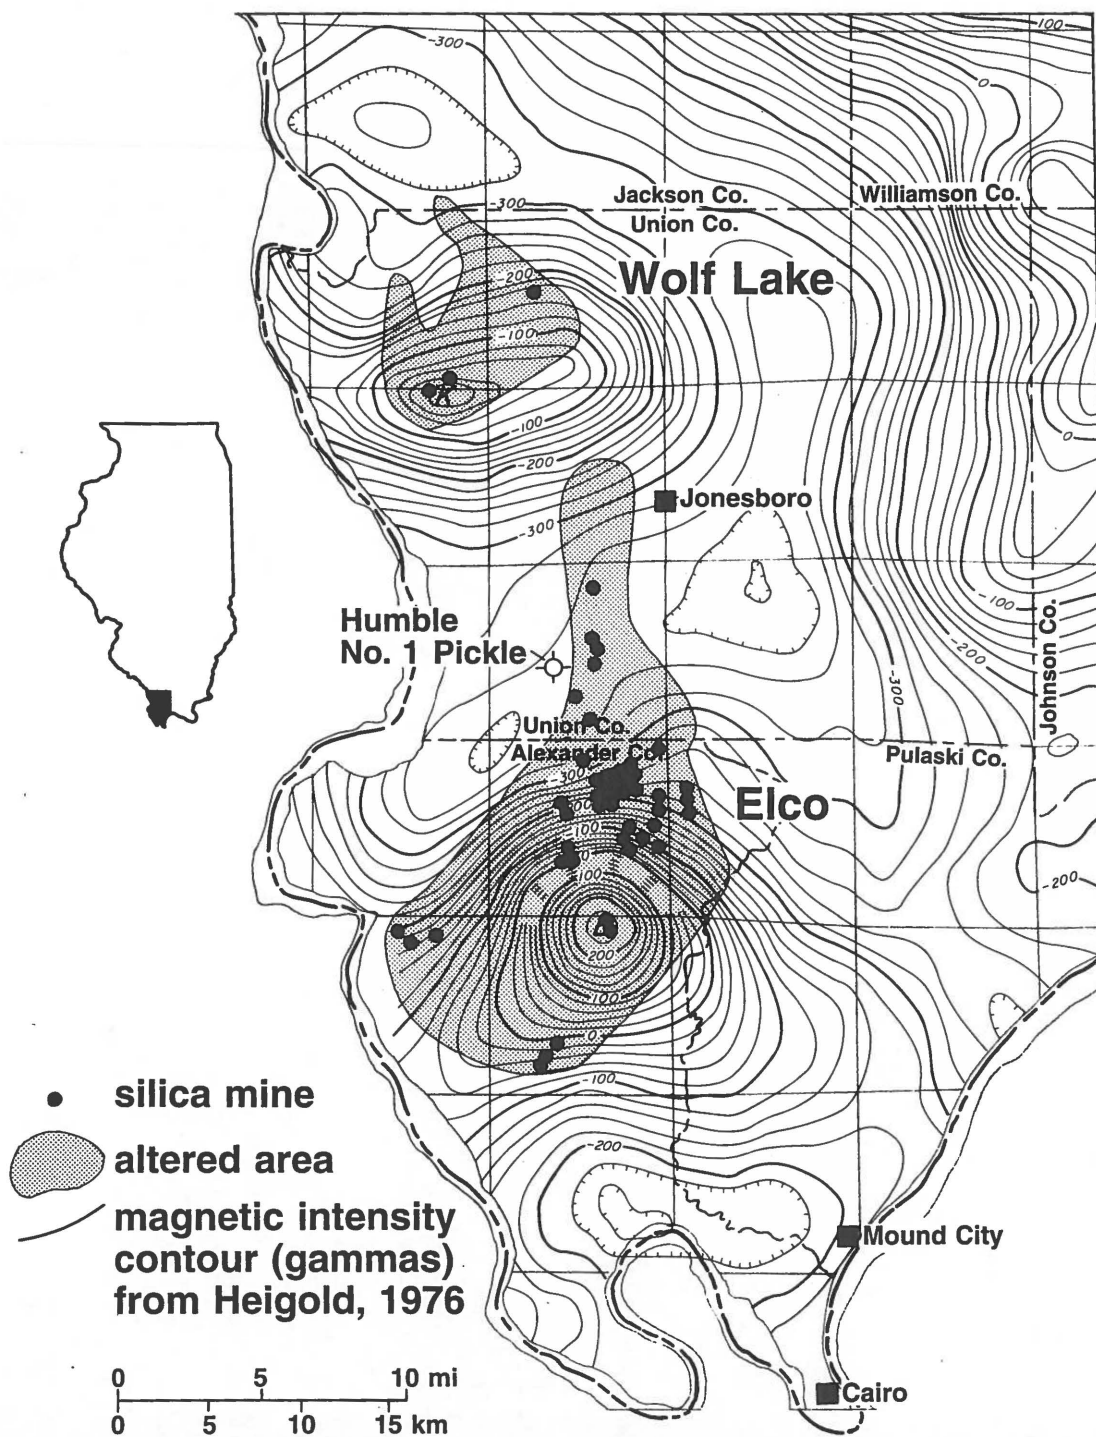 -300
100
0
Jackson Co.
Williamson Co.
-300
Union Co.
Wolf Lake
-200
-100
-100
0
-200
Jonesboro
-300
-100
Humble
No. 1 Pickle
Johnson Co.
-200
-300
Union Co.
Alexander Co.
Pulaski Co.
-300
Elco
-100
0
100
-200
200
100
0
-100
silica mine
-200
altered area
magnetic intensity
contour (gammas)
from Heigold, 1976
Mound City
0 5 10 mi
0 5 10 15 km
Cairo